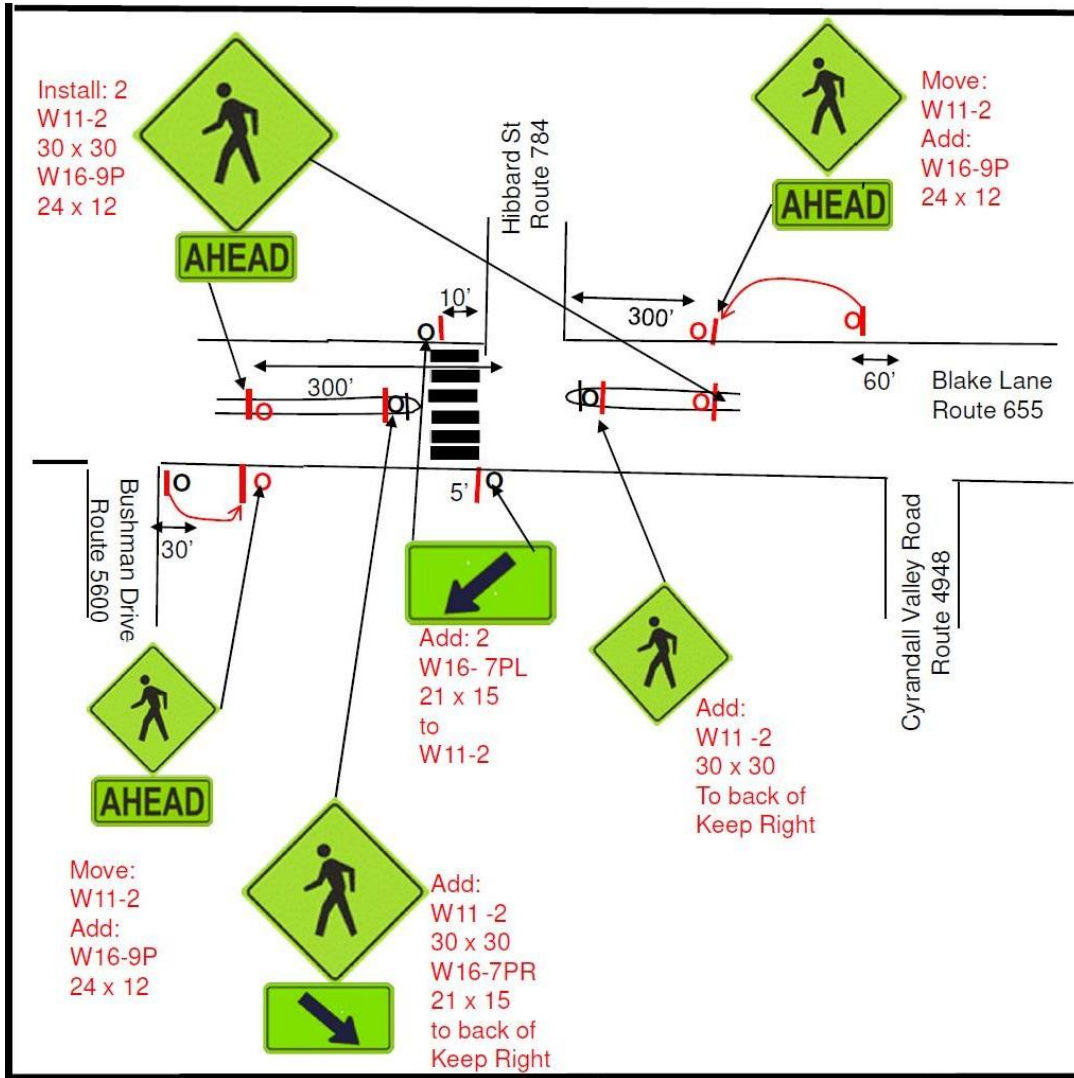 Install: 2
W11-2
30 x 30
W16-9P
24 x 12
AHEAD
Hibbard St
Route 784
AHEAD
Move:
W11-2
Add:
W16-9P
24 x 12
10'
300'
60'
Blake Lane
Route 655
300'
Bushman Drive
Route 5600
30'
5'
Add: 2
W16- 7PL
21 x 15
to
W11-2
Cyrandall Valley Road
Route 4948
AHEAD
Move:
W11-2
Add:
W16-9P
24 x 12
Add:
W11 -2
30 x 30
W16-7PR
21 x 15
to back of
Keep Right
Add:
W11 -2
30 x 30
To back of
Keep Right